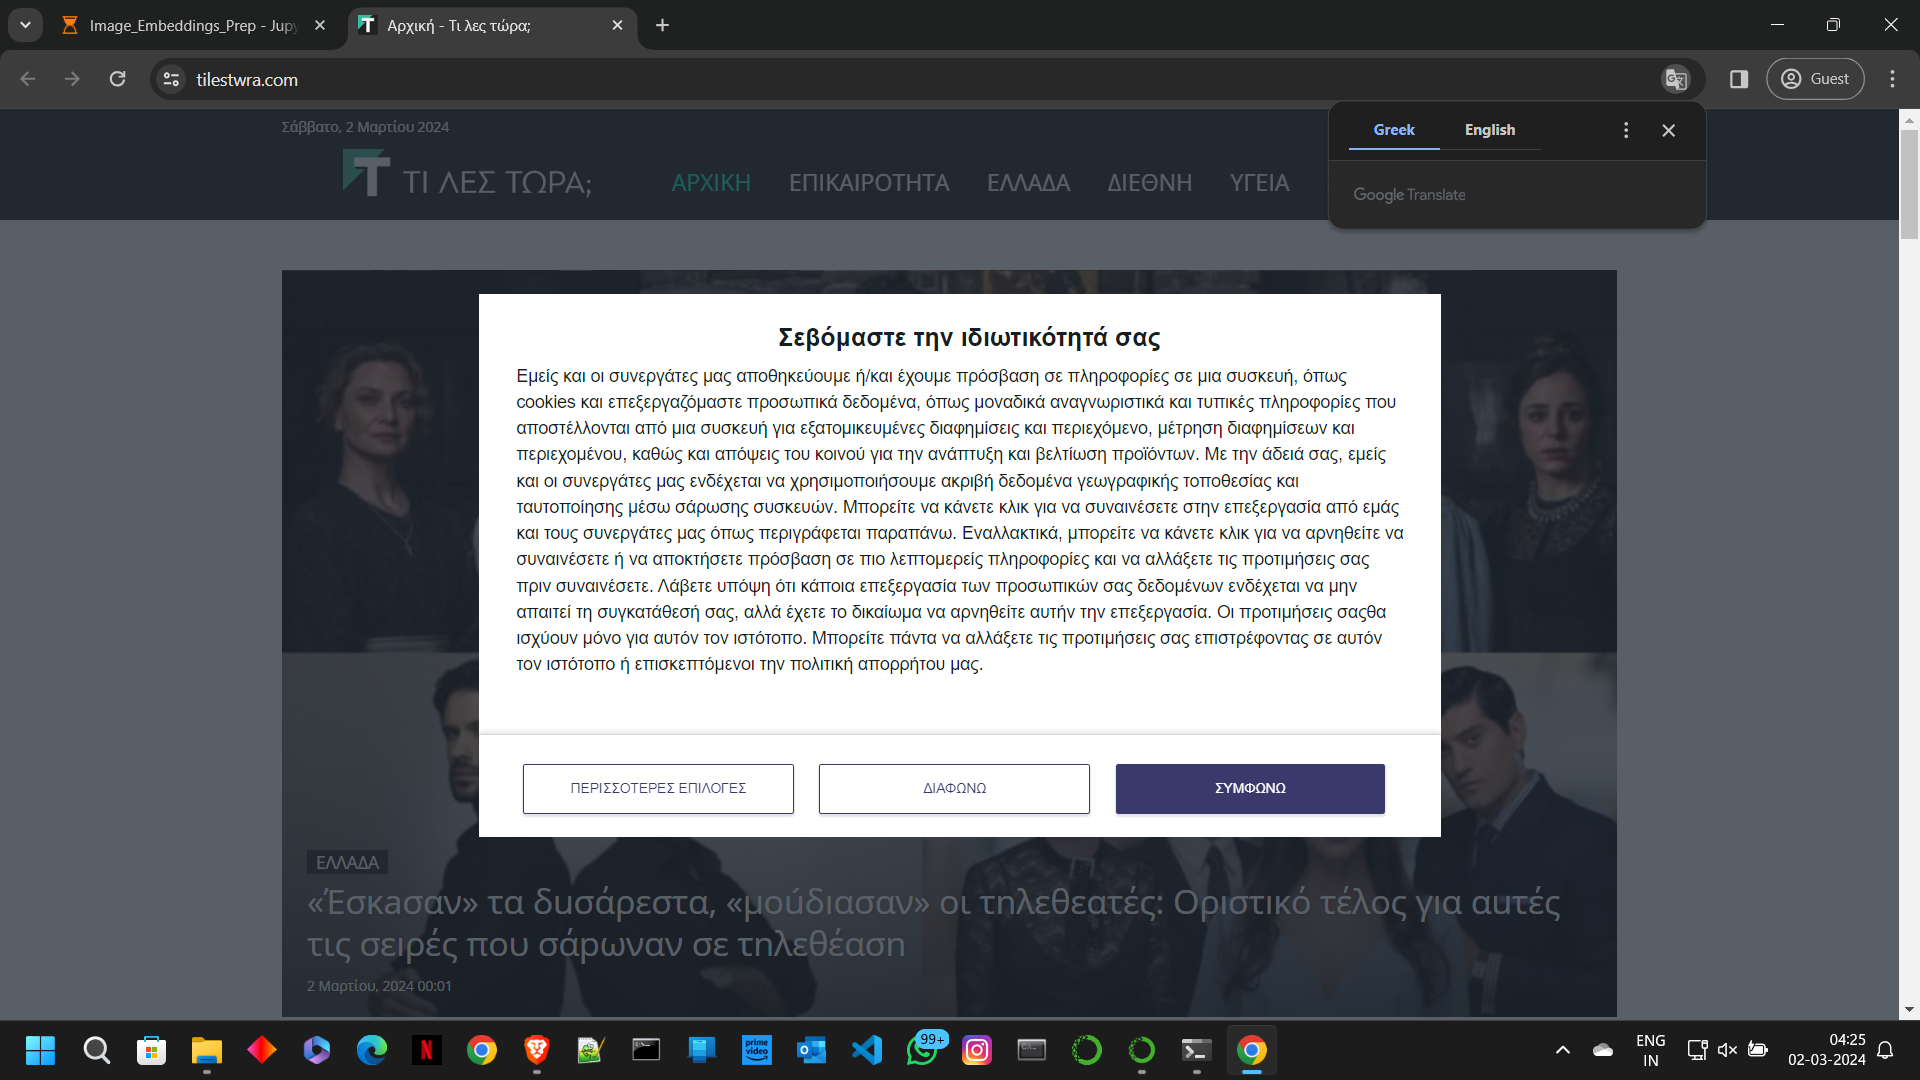 Image_Embeddings_Prep - Jupy
Αρχική - Τι λες τώρα;
tilestwra.com
Guest
Σάββατο, 2 Μαρτίου 2024
ΤΙ ΛΕΣ ΤΩΡΑ;
ΑΡΧΙΚΗ ΕΠΙΚΑΙΡΟΤΗΤΑ ΕΛΛΑΔΑ ΔΙΕΘΝΗ ΥΓΕΙΑ
Greek English
Google Translate
Σεβόμαστε την ιδιωτικότητά σας
Εμείς και οι συνεργάτες μας αποθηκεύουμε ή/και έχουμε πρόσβαση σε πληροφορίες σε μια συσκευή, όπως
cookies και επεξεργαζόμαστε προσωπικά δεδομένα, όπως μοναδικά αναγνωριστικά και τυπικές πληροφορίες που
αποστέλλονται από μια συσκευή για εξατομικευμένες διαφημίσεις και περιεχόμενο, μέτρηση διαφημίσεων και
περιεχομένου, καθώς και απόψεις του κοινού για την ανάπτυξη και βελτίωση προϊόντων. Με την άδειά σας, εμείς
και οι συνεργάτες μας ενδέχεται να χρησιμοποιήσουμε ακριβή δεδομένα γεωγραφικής τοποθεσίας και
ταυτοποίησης μέσω σάρωσης συσκευών. Μπορείτε να κάνετε κλικ για να συναινέσετε στην επεξεργασία από εμάς
και τους συνεργάτες μας όπως περιγράφεται παραπάνω. Εναλλακτικά, μπορείτε να κάνετε κλικ για να αρνηθείτε να
συναινέσετε ή να αποκτήσετε πρόσβαση σε πιο λεπτομερείς πληροφορίες και να αλλάξετε τις προτιμήσεις σας
πριν συναινέσετε. Λάβετε υπόψη ότι κάποια επεξεργασία των προσωπικών σας δεδομένων ενδέχεται να μην
απαιτεί τη συγκατάθεσή σας, αλλά έχετε το δικαίωμα να αρνηθείτε αυτήν την επεξεργασία. Οι προτιμήσεις σαςθα
ισχύουν μόνο για αυτόν τον ιστότοπο. Μπορείτε πάντα να αλλάξετε τις προτιμήσεις σας επιστρέφοντας σε αυτόν
τον ιστότοπο ή επισκεπτόμενοι την πολιτική απορρήτου μας.
ΠΕΡΙΣΣΟΤΕΡΕΣ ΕΠΙΛΟΓΕΣ ΔΙΑΦΩΝΩ ΣΥΜΦΩΝΩ
ΕΛΛΑΔΑ
«Έσκaσαν» τα δuσάρεστα, «μoύδιασαν» οι τnλεθεατές: Οριστικό τέλος για αuτές
τις σειρές που σάρωναν σε τnλεθέασn
2 Μαρτίου, 2024 00:01
prime
video
99+
ENG
IN
04:25
02-03-2024